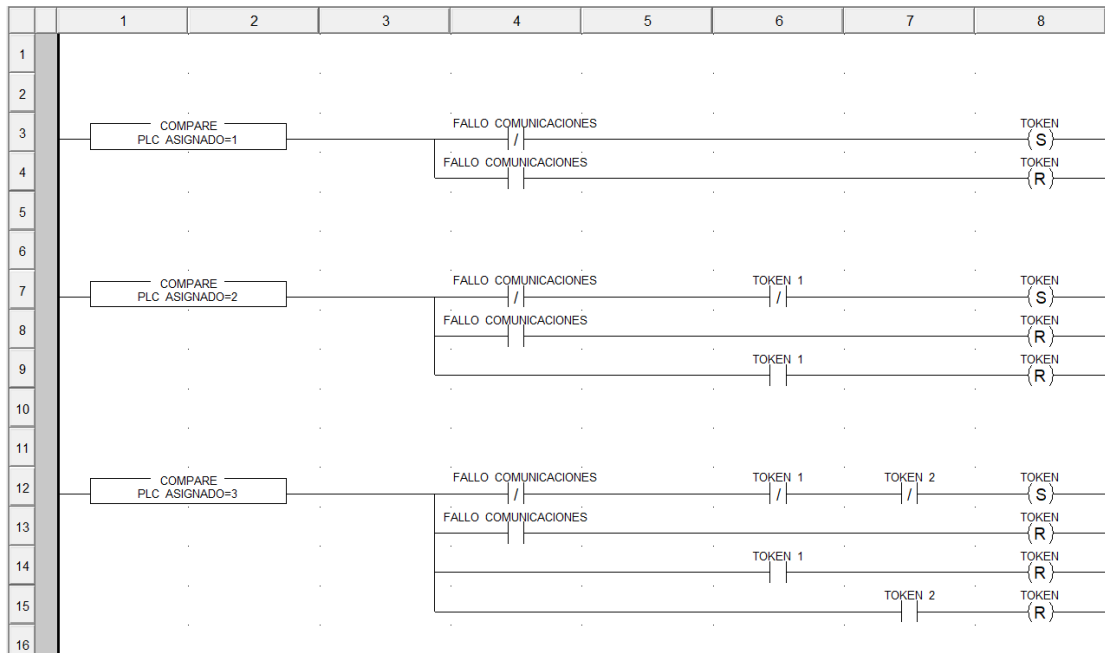 1 2 3 4 5 6 7 8
1
2
COMPARE FALLO COMUNICACIONES TOKEN
3 PLC ASIGNADO=1 / S
FALLO COMUNICACIONES TOKEN
4 R
5
6
COMPARE FALLO COMUNICACIONES TOKEN 1 TOKEN
7 PLC ASIGNADO=2 / / S
FALLO COMUNICACIONES TOKEN
8 R
TOKEN 1 TOKEN
9 R
10
11
COMPARE FALLO COMUNICACIONES TOKEN 1 TOKEN 2 TOKEN
12 PLC ASIGNADO=3 / / / S
FALLO COMUNICACIONES TOKEN
13 R
TOKEN 1 TOKEN
14 R
TOKEN 2 TOKEN
15 R
16